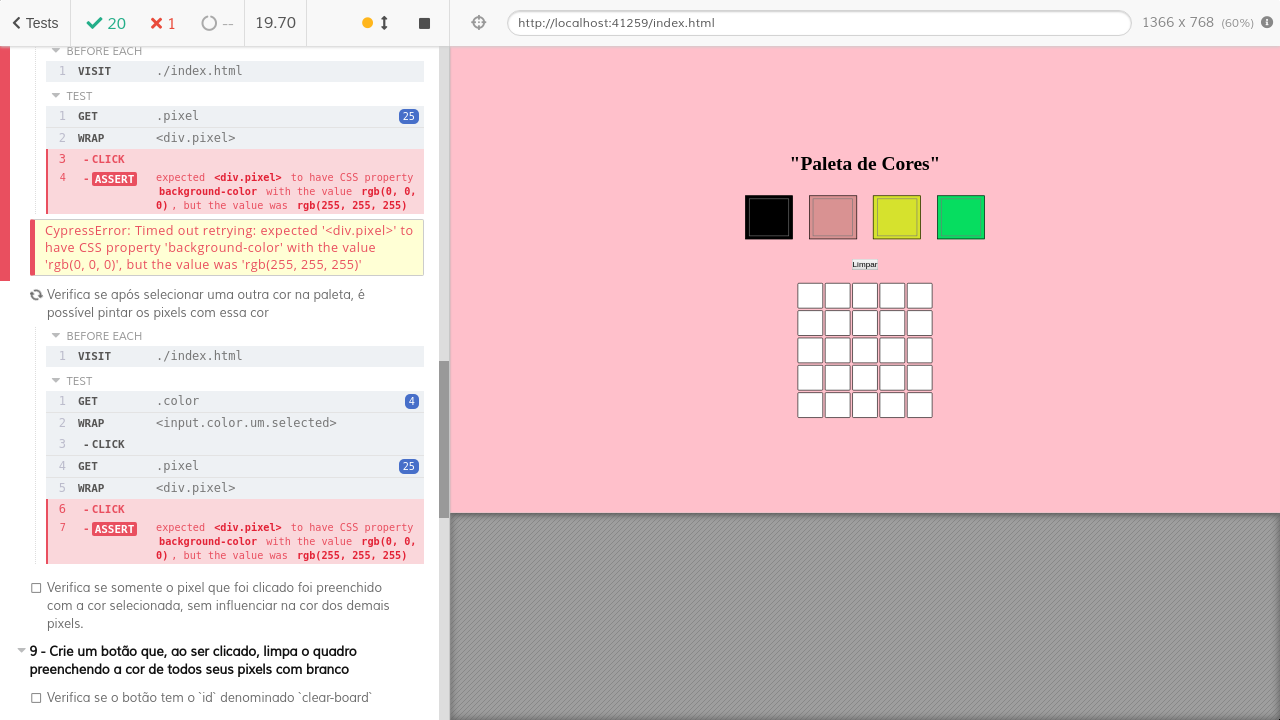 Tests 20 1 -- 19.70
http://localhost:41259/index.html 1366 x 768 (60%)
BEFORE EACH
1 VISIT ./index.html
TEST
1 GET .pixel 25
2 WRAP <div.pixel>
3 - CLICK
4 - ASSERT expected <div.pixel> to have CSS property
background-color with the value rgb(0, 0,
0) , but the value was rgb(255, 255, 255)
CypressError: Timed out retrying: expected '<div.pixel>' to
have CSS property 'background-color' with the value
'rgb(0, 0, 0)', but the value was 'rgb(255, 255, 255)'
Verifica se após selecionar uma outra cor na paleta, é
possível pintar os pixels com essa cor
BEFORE EACH
1 VISIT ./index.html
TEST
1 GET .color 4
2 WRAP <input.color.um.selected>
3 - CLICK
4 GET .pixel 25
5 WRAP <div.pixel>
6 - CLICK
7 - ASSERT expected <div.pixel> to have CSS property
background-color with the value rgb(0, 0,
0) , but the value was rgb(255, 255, 255)
Verifica se somente o pixel que foi clicado foi preenchido
com a cor selecionada, sem influenciar na cor dos demais
pixels.
9 - Crie um botão que, ao ser clicado, limpa o quadro
preenchendo a cor de todos seus pixels com branco
Verifica se o botão tem o `id` denominado `clear-board`
"Paleta de Cores"
Limpar